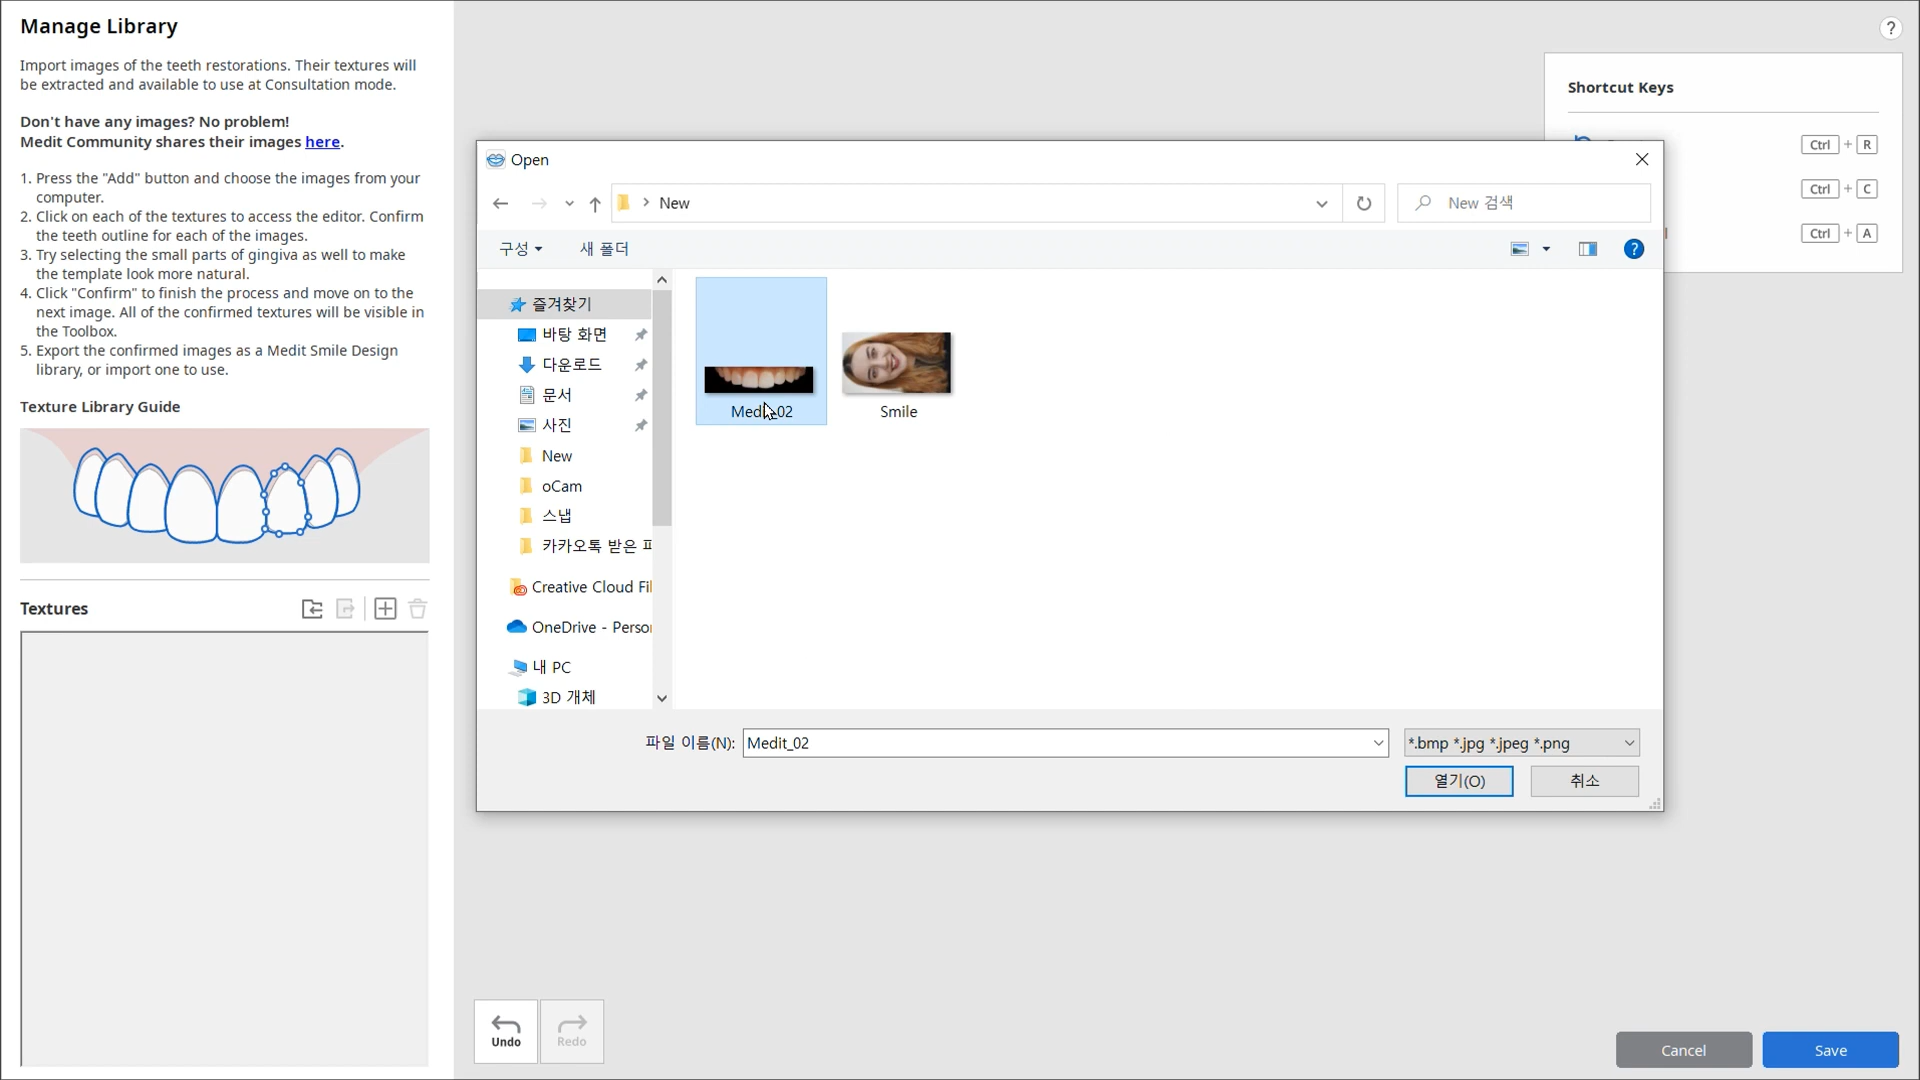 Manage Library
Import images of the teeth restorations. Their textures will
be extracted and available to use at Consultation mode.
Don't have any images? No problem!
Medit Community shares their images here.
1. Press the "Add" button and choose the images from your
computer.
2. Click on each of the textures to access the editor. Confirm
the teeth outline for each of the images.
3. Try selecting the small parts of gingiva as well to make
the template look more natural.
4. Click "Confirm" to finish the process and move on to the
next image. All of the confirmed textures will be visible in
the Toolbox.
5. Export the confirmed images as a Medit Smile Design
library, or import one to use.
Texture Library Guide
Textures
?
Shortcut Keys
Ctrl + R
Ctrl + C
Ctrl + A
Open
New
New 검색
구성
새 폴더
?
즐겨찾기
바탕 화면
다운로드
문서
사진
New
oCam
스냅
카카오톡 받은
Creative Cloud
OneDrive -
내 PC
3D 개체
Medit_02
Smile
파일 이름(N):
Medit_02
*.bmp *.jpg *.jpeg *.png
열기(O)
취소
Undo
Redo
Cancel
Save